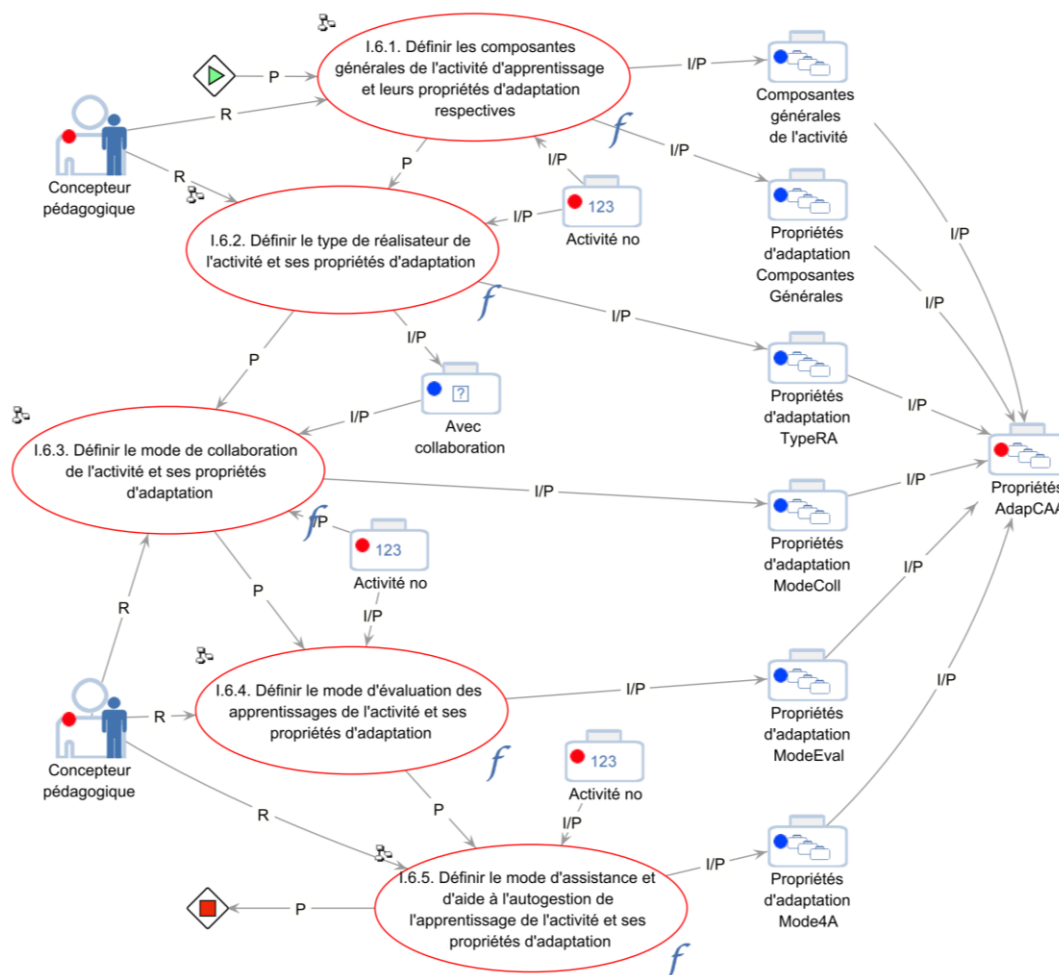 I.6.1. Définir les composantes
générales de l'activité d'apprentissage
et leurs propriétés d'adaptation
respectives
P
I/P
Composantes
générales
de l'activité
R
f
Concepteur
pédagogique
R
P
I/P
I/P
123
Activité no
I/P
Propriétés
d'adaptation
Composantes
Générales
I/P
I/P
I.6.2. Définir le type de réalisateur de
l'activité et ses propriétés d'adaptation
f
I/P
Propriétés
d'adaptation
TypeRA
I/P
P
I/P
?
Avec
collaboration
I/P
I.6.3. Définir le mode de collaboration
de l'activité et ses propriétés
d'adaptation
f
I/P
Propriétés
d'adaptation
ModeColl
I/P
Propriétés
AdapCAA
I/P
123
Activité no
R
P
I/P
I/P
I.6.4. Définir le mode d'évaluation des
apprentissages de l'activité et ses
propriétés d'adaptation
f
I/P
Propriétés
d'adaptation
ModeEval
I/P
R
Concepteur
pédagogique
R
P
123
Activité no
I/P
I.6.5. Définir le mode d'assistance et
d'aide à l'autogestion de
l'apprentissage de l'activité et ses
propriétés d'adaptation
f
I/P
Propriétés
d'adaptation
Mode4A
P